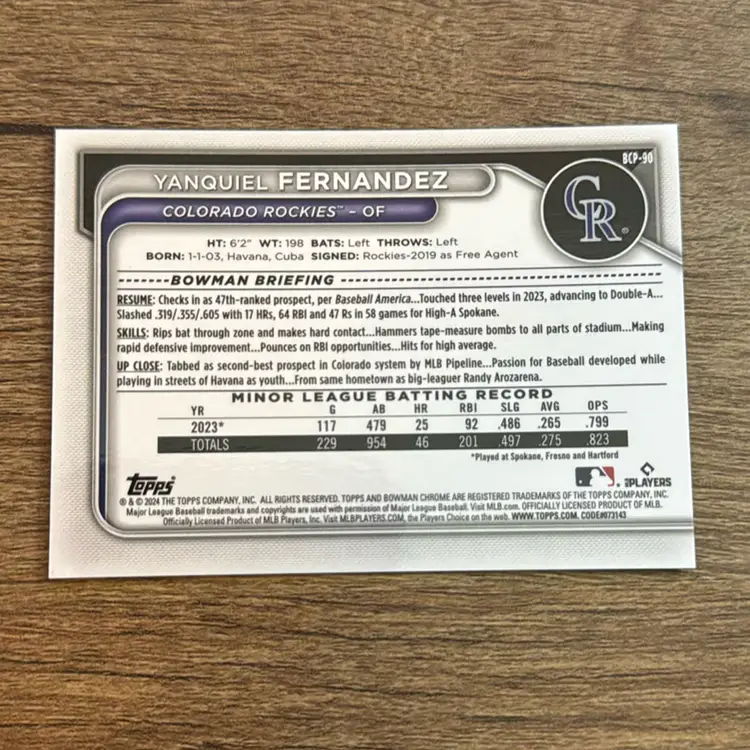 BCP-90
YANQUIEL FERNANDEZ
COLORADO ROCKIES™ – OF
CR®
HT: 6'2" WT: 198 BATS: Left THROWS: Left
BORN: 1-1-03, Havana, Cuba SIGNED: Rockies-2019 as Free Agent
BOWMAN BRIEFING
RESUME: Checks in as 47th-ranked prospect, per Baseball America...Touched three levels in 2023, advancing to Double-A...
Slashed .319/.355/.605 with 17 HRs, 64 RBI and 47 Rs in 58 games for High-A Spokane.
SKILLS: Rips bat through zone and makes hard contact...Hammers tape-measure bombs to all parts of stadium...Making
rapid defensive improvement...Pounces on RBI opportunities...Hits for high average.
UP CLOSE: Tabbed as second-best prospect in Colorado system by MLB Pipeline...Passion for Baseball developed while
playing in streets of Havana as youth...From same hometown as big-leaguer Randy Arozarena.
MINOR LEAGUE BATTING RECORD
YR G AB HR RBI SLG AVG OPS
2023* 117 479 25 92 .486 .265 .799
TOTALS 229 954 46 201 .497 .275 .823
*Played at Spokane, Fresno and Hartford
Topps® PLAYERS
® & © 2024 THE TOPPS COMPANY, INC. ALL RIGHTS RESERVED. TOPPS AND BOWMAN CHROME ARE REGISTERED TRADEMARKS OF THE TOPPS COMPANY, INC.
Major League Baseball trademarks and copyrights are used with permission of Major League Baseball. Visit MLB.com. OFFICIALLY LICENSED PRODUCT OF MLB.
Officially Licensed Product of MLB Players, Inc. Visit MLBPLAYERS.COM, the Players Choice on the web. WWW.TOPPS.COM. CODE#073143